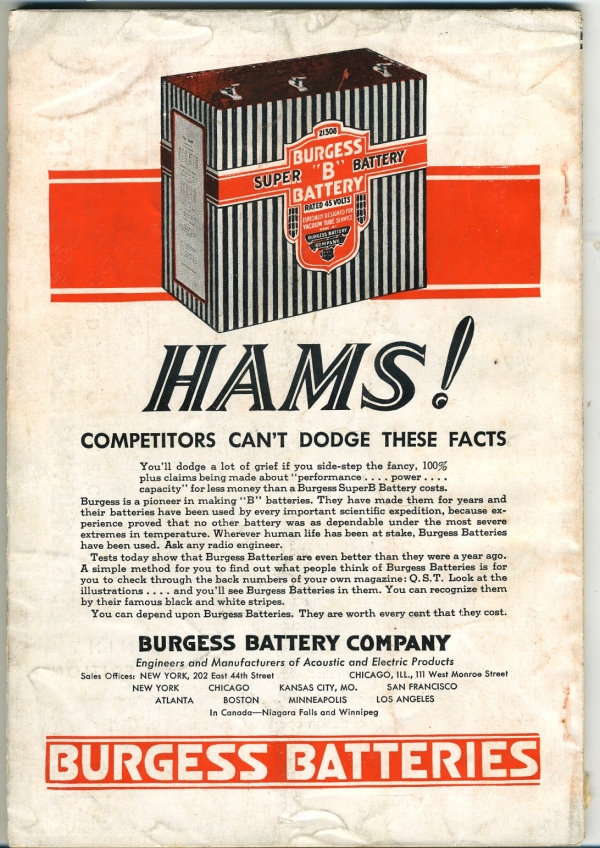 21308
BURGESS
SUPER "B" BATTERY
BATTERY
RATED 45 VOLTS
ESPECIALLY DESIGNED FOR
VACUUM TUBE SERVICE
BURGESS BATTERY
COMPANY
HAMS!
COMPETITORS CAN'T DODGE THESE FACTS
You'll dodge a lot of grief if you side-step the fancy, 100%
plus claims being made about "performance . . . . power . . . .
capacity" for less money than a Burgess SuperB Battery costs.
Burgess is a pioneer in making "B" batteries. They have made them for years and
their batteries have been used by every important scientific expedition, because ex-
perience proved that no other battery was as dependable under the most severe
extremes in temperature. Wherever human life has been at stake, Burgess Batteries
have been used. Ask any radio engineer.
Tests today show that Burgess Batteries are even better than they were a year ago.
A simple method for you to find out what people think of Burgess Batteries is for
you to check through the back numbers of your own magazine: Q.S.T. Look at the
illustrations . . . . and you'll see Burgess Batteries in them. You can recognize them
by their famous black and white stripes.
You can depend upon Burgess Batteries. They are worth every cent that they cost.
BURGESS BATTERY COMPANY
Engineers and Manufacturers of Acoustic and Electric Products
Sales Offices: NEW YORK, 202 East 44th Street CHICAGO, ILL., 111 West Monroe Street
NEW YORK CHICAGO KANSAS CITY, MO. SAN FRANCISCO
ATLANTA BOSTON MINNEAPOLIS LOS ANGELES
In Canada—Niagara Falls and Winnipeg
BURGESS BATTERIES